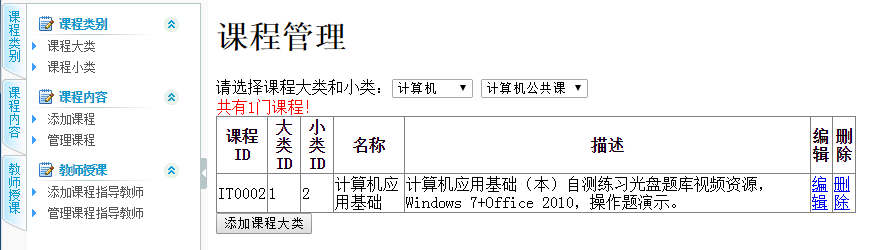 课程类别
课程内容
教师授课
课程类别
课程大类
课程小类
课程内容
添加课程
管理课程
教师授课
添加课程指导教师
管理课程指导教师
课程管理
请选择课程大类和小类： 计算机 计算机公共课
共有1门课程！
课程ID 大类ID 小类ID 名称 描述 编辑 删除
IT0002 1 2 计算机应用基础 计算机应用基础（本）自测练习光盘题库视频资源，
Windows 7+Office 2010，操作题演示。 编辑 删除
添加课程大类